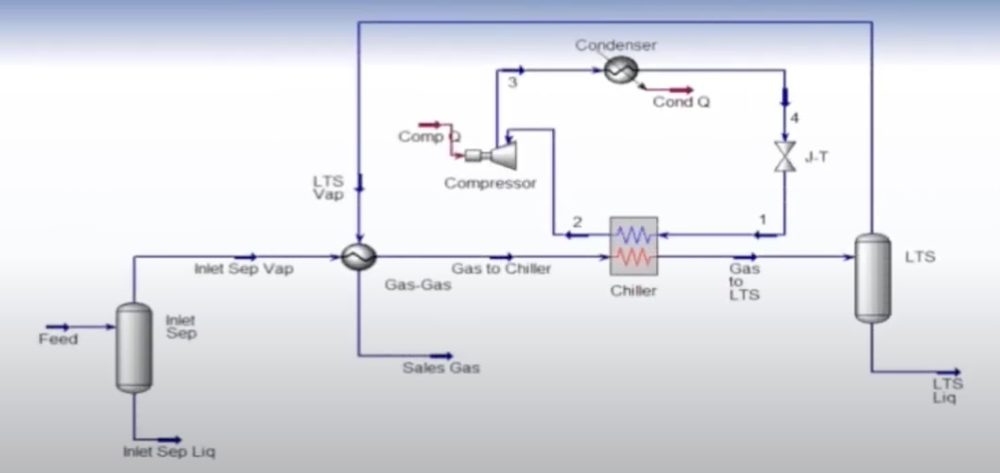 Condenser
3
Cond Q
4
Comp Q
J-T
LTS
Vap
Compressor
2
1
Inlet Sep Vap
Gas to Chiller
Gas
to
LTS
LTS
Gas-Gas
Chiller
Inlet
Sep
Feed
Sales Gas
LTS
Liq
Inlet Sep Liq